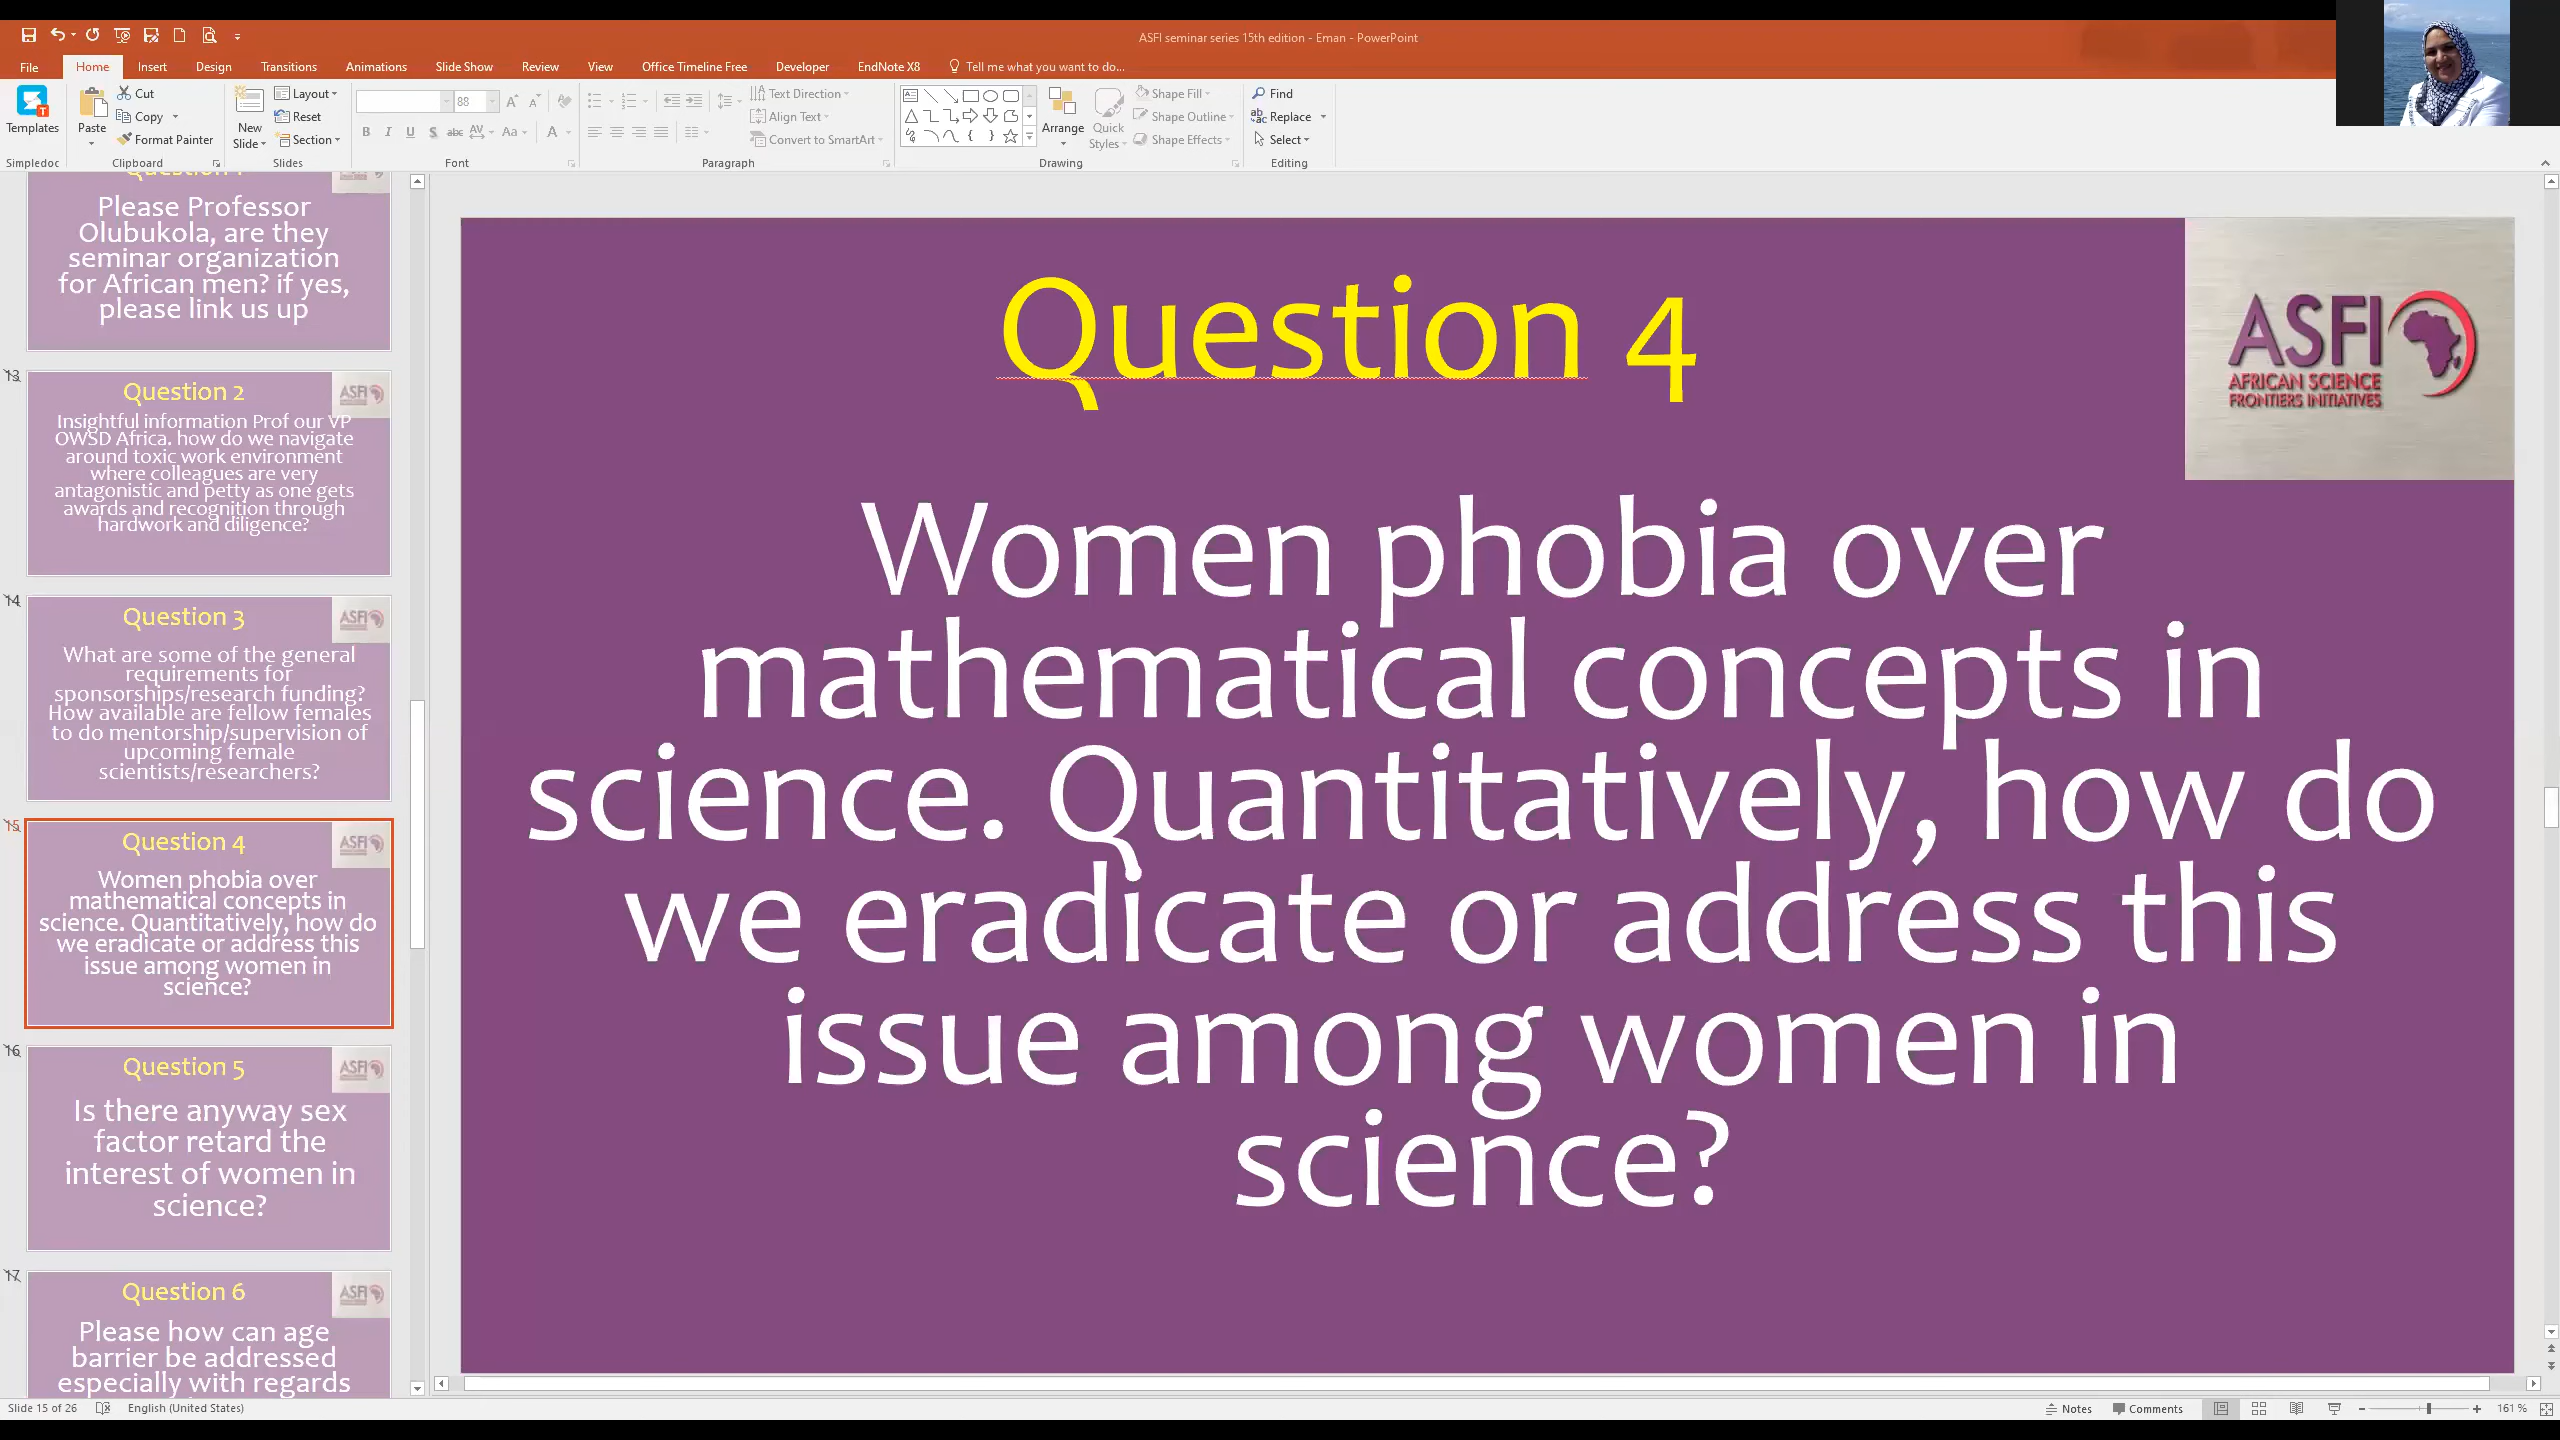 ASFI seminar series 15th edition - Eman - PowerPoint
File
Home
Insert
Design
Transitions
Animations
Slide Show
Review
View
Office Timeline Free
Developer
EndNote X8
Tell me what you want to do...
Templates
Simpledoc
Paste
Cut
Copy
Format Painter
Clipboard
New
Slide
Layout
Reset
Section
Slides
88
B I U S abc AV Aa A
Font
Text Direction
Align Text
Convert to SmartArt
Paragraph
Arrange
Quick
Styles
Shape Fill
Shape Outline
Shape Effects
Drawing
Find
Replace
Select
Editing
Please Professor
Olubukola, are they
seminar organization
for African men? if yes,
please link us up
13
Question 2
ASFI
Insightful information Prof our VP
OWSD Africa. how do we navigate
around toxic work environment
where colleagues are very
antagonistic and petty as one gets
awards and recognition through
hardwork and diligence?
14
Question 3
ASFI
What are some of the general
requirements for
sponsorships/research funding?
How available are fellow females
to do mentorship/supervision of
upcoming female
scientists/researchers?
15
Question 4
ASFI
Women phobia over
mathematical concepts in
science. Quantitatively, how do
we eradicate or address this
issue among women in
science?
16
Question 5
ASFI
Is there anyway sex
factor retard the
interest of women in
science?
17
Question 6
ASFI
Please how can age
barrier be addressed
especially with regards
Question 4
ASFI
AFRICAN SCIENCE
FRONTIERS INITIATIVES
Women phobia over
mathematical concepts in
science. Quantitatively, how do
we eradicate or address this
issue among women in
science?
Slide 15 of 26
English (United States)
Notes
Comments
161 %